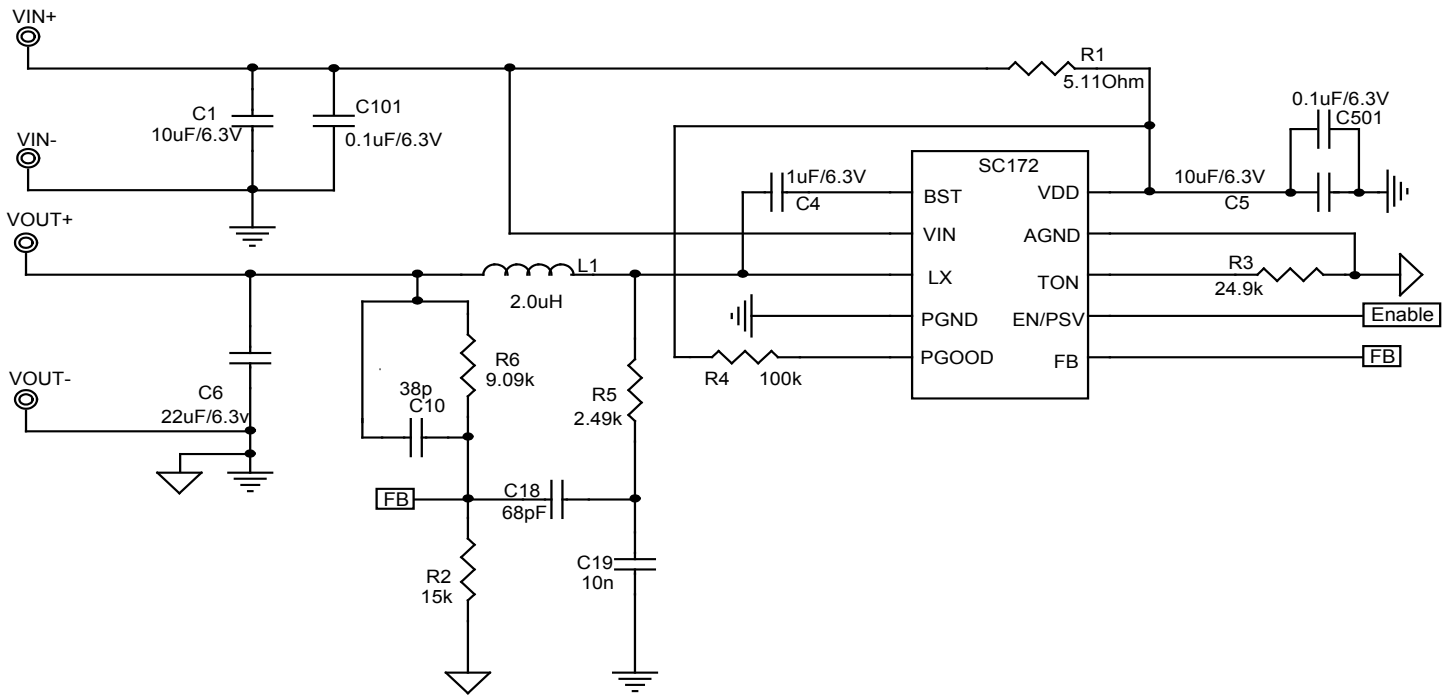 VIN+
R1
5.11Ohm
C1
10uF/6.3V
C101
0.1uF/6.3V
0.1uF/6.3V
C501
VIN-
1uF/6.3V
C4
SC172
BST
VDD
10uF/6.3V
C5
VOUT+
VIN
AGND
L1
2.0uH
LX
TON
R3
24.9k
PGND
EN/PSV
Enable
R4
100k
PGOOD
FB
FB
VOUT-
C6
22uF/6.3v
38p
C10
R6
9.09k
R5
2.49k
FB
C18
68pF
R2
15k
C19
10n